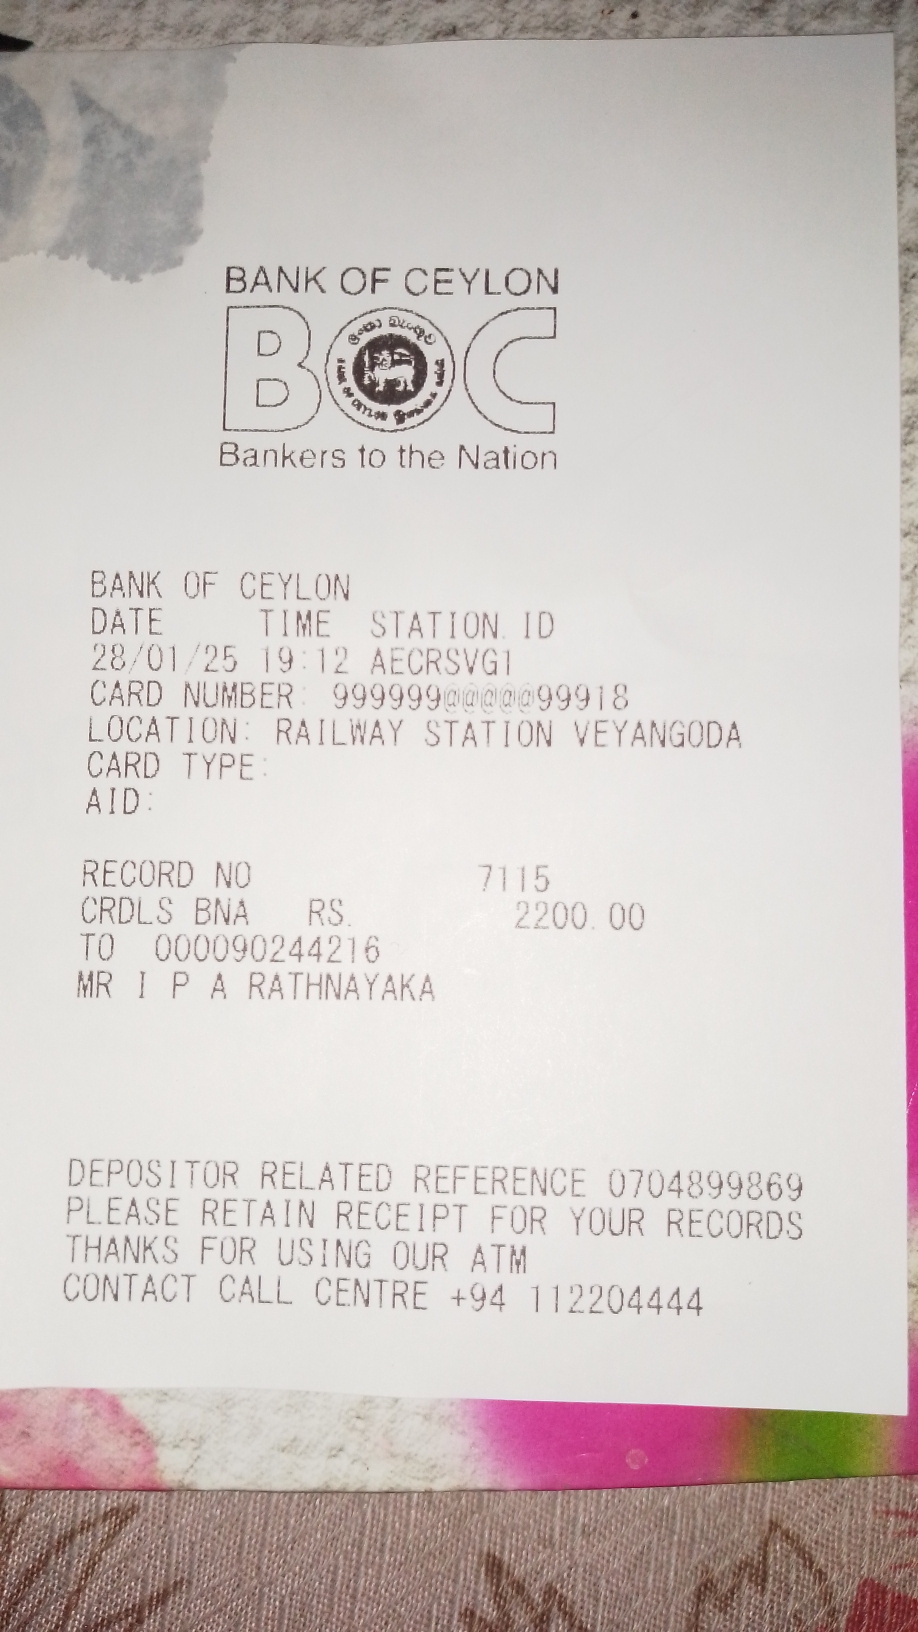 BANK OF CEYLON
BOC
ලංකා බැංකුව
BANK OF CEYLON
Bankers to the Nation
BANK OF CEYLON
DATE TIME STATION ID
28/01/25 19:12 AECRSVG1
CARD NUMBER: 999999@@@@@99918
LOCATION: RAILWAY STATION VEYANGODA
CARD TYPE:
AID:
RECORD NO 7115
CRDLS BNA RS. 2200.00
TO 000090244216
MR I P A RATHNAYAKA
DEPOSITOR RELATED REFERENCE 0704899869
PLEASE RETAIN RECEIPT FOR YOUR RECORDS
THANKS FOR USING OUR ATM
CONTACT CALL CENTRE +94 112204444